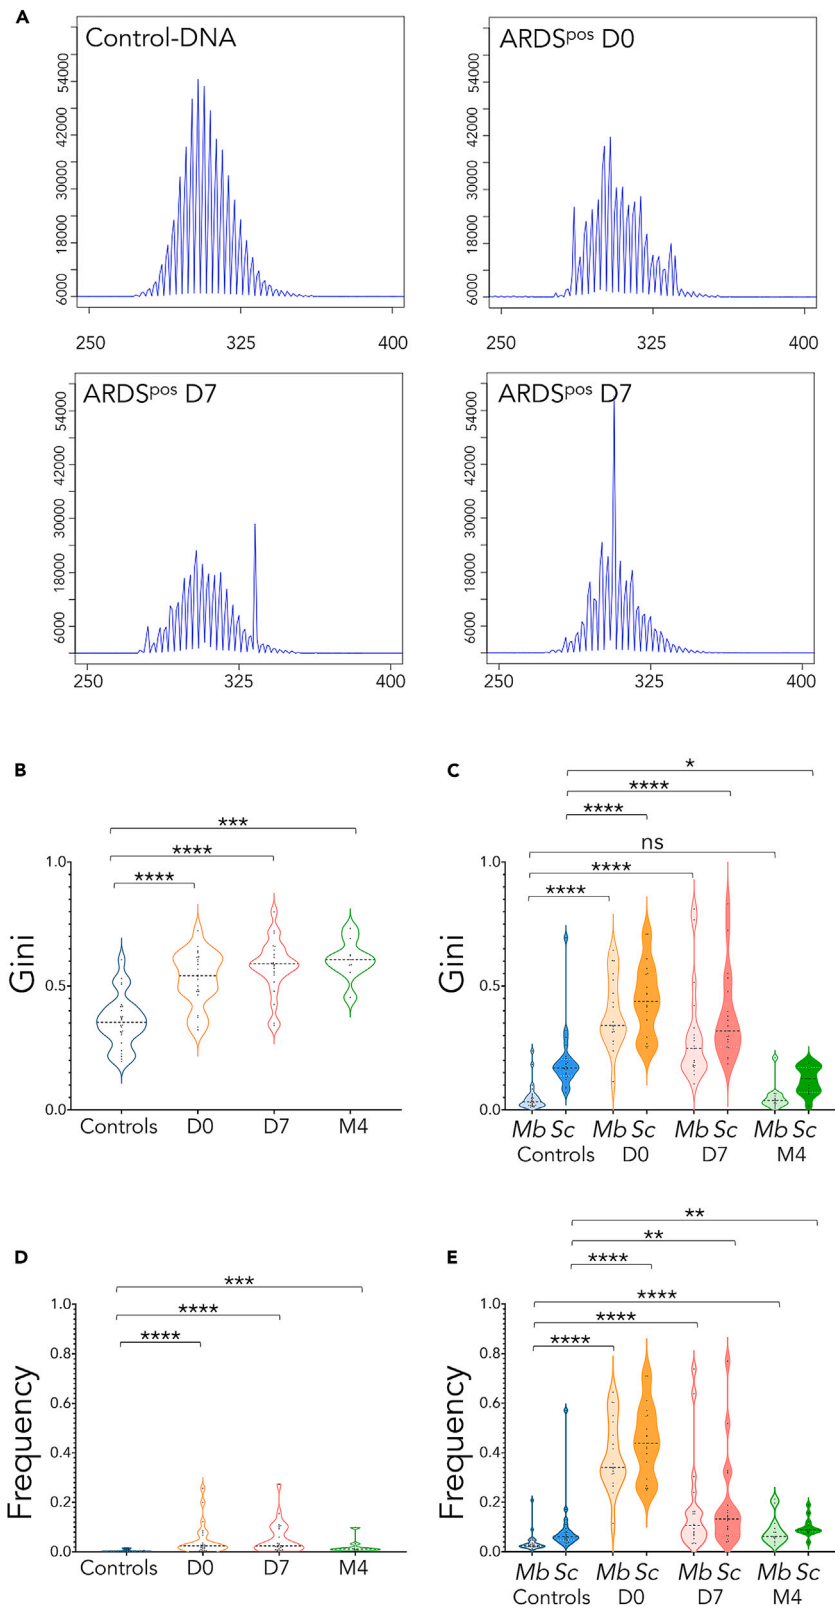 A
Control-DNA
54000
42000
30000
18000
6000
250 325 400
ARDSpos D0
54000
42000
30000
18000
6000
250 325 400
ARDSpos D7
54000
42000
30000
18000
6000
250 325 400
ARDSpos D7
54000
42000
30000
18000
6000
250 325 400
B
***
****
****
1.0
0.5
0.0
Gini
Controls D0 D7 M4
C
*
****
****
ns
****
****
1.0
0.5
0.0
Gini
Mb Sc Mb Sc Mb Sc Mb Sc
Controls D0 D7 M4
D
***
****
****
1.0
0.8
0.6
0.4
0.2
0.0
Frequency
Controls D0 D7 M4
E
**
**
****
****
****
****
1.0
0.8
0.6
0.4
0.2
0.0
Frequency
Mb Sc Mb Sc Mb Sc Mb Sc
Controls D0 D7 M4